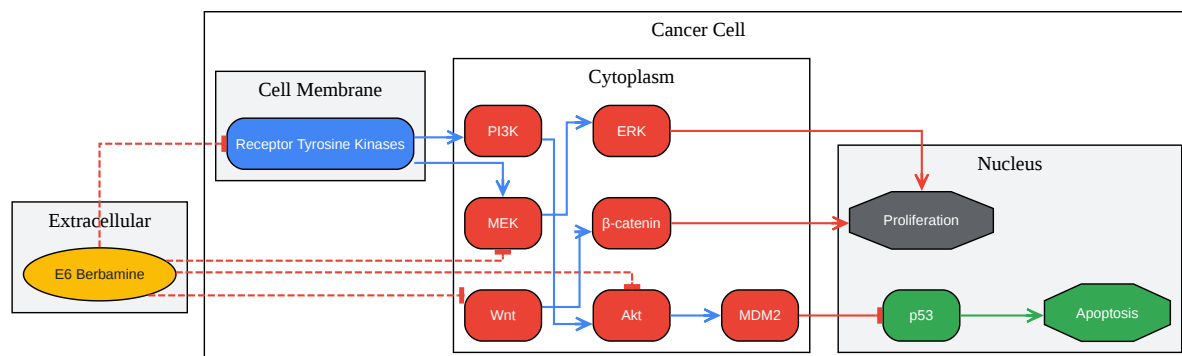 Cancer Cell
Cytoplasm
Cell Membrane
PI3K
ERK
Receptor Tyrosine Kinases
Nucleus
Extracellular
MEK
β-catenin
Proliferation
E6 Berbamine
Wnt
Akt
MDM2
p53
Apoptosis